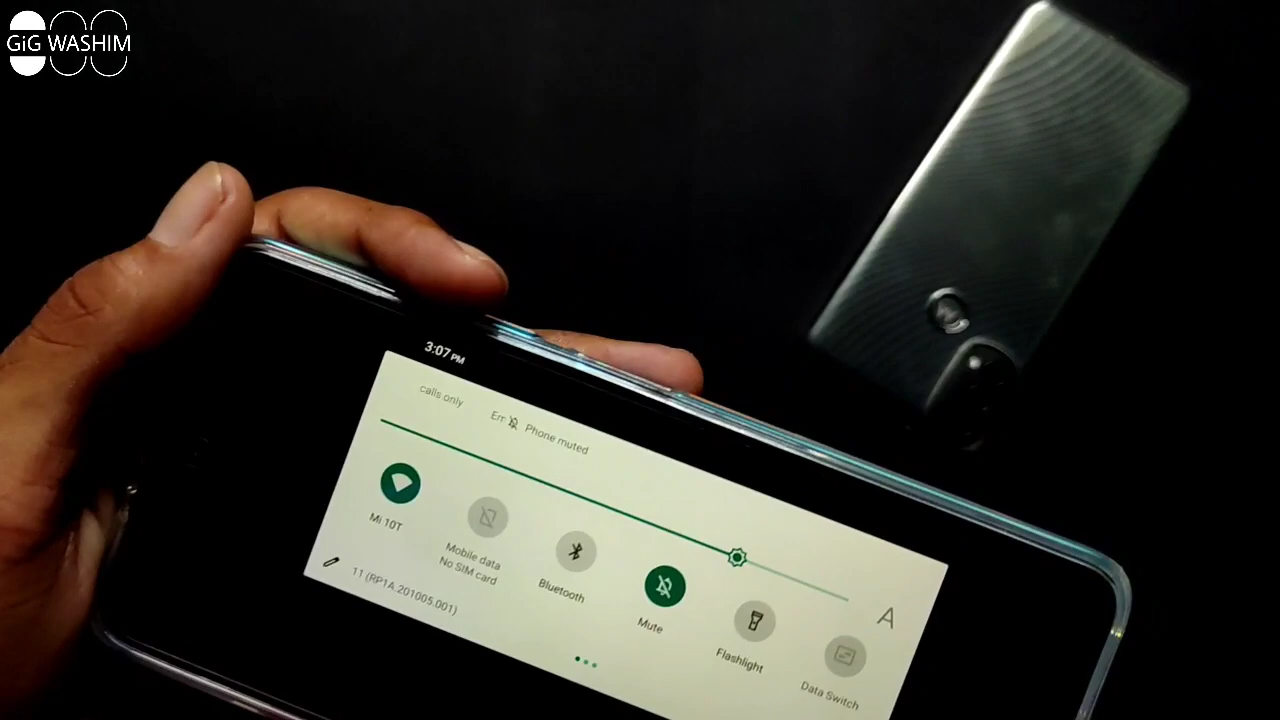 GiG WASHIM
3:07 PM
calls only
Err
Phone muted
Mi 10T
Mobile data
No SIM card
Bluetooth
Mute
Flashlight
Data Switch
A
11 (RP1A.201005.001)